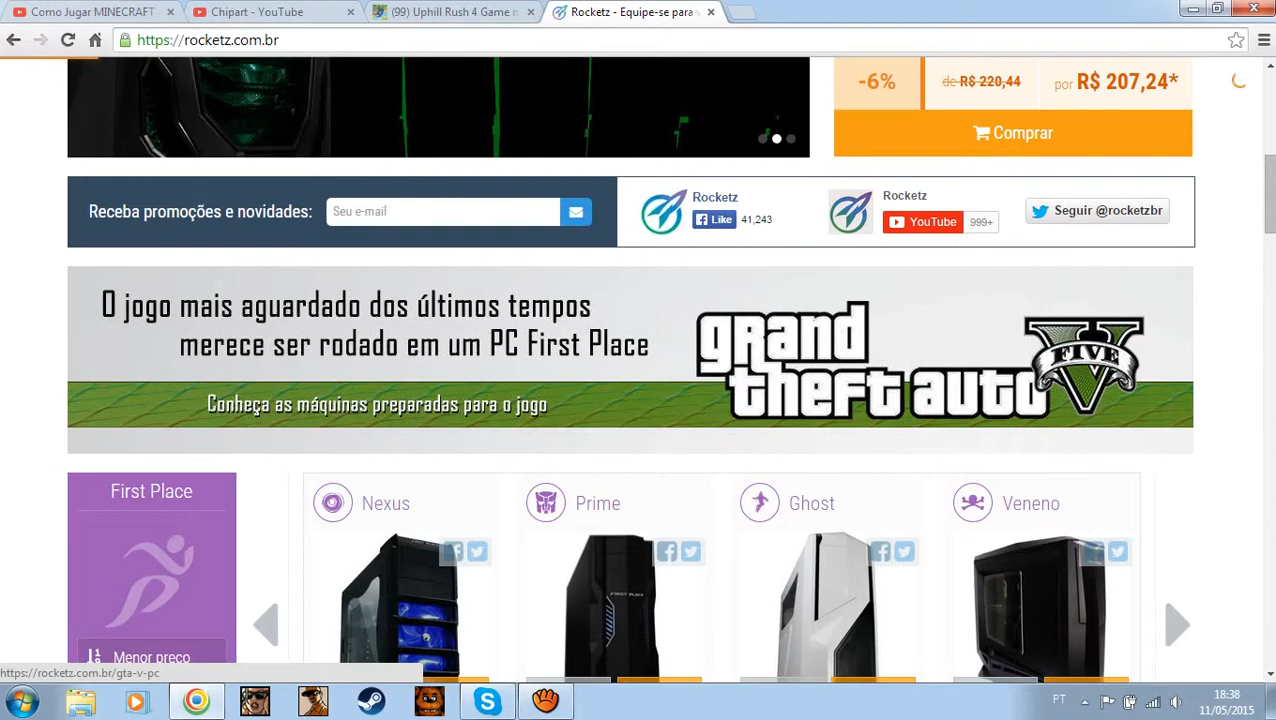 Como Jugar MINECRAFT
Chipart - YouTube
(99) Uphill Rush 4 Game
Rocketz - Equipe-se para
https://rocketz.com.br
-6%
de R$ 220,44
por R$ 207,24*
Comprar
Receba promoções e novidades:
Seu e-mail
Rocketz
Like
41,243
Rocketz
YouTube
999+
Seguir @rocketzbr
O jogo mais aguardado dos últimos tempos
merece ser rodado em um PC First Place
Conheça as máquinas preparadas para o jogo
grand
theft auto
V
FIVE
First Place
Nexus
Prime
Ghost
Veneno
FIRST PLACE
Menor preço
https://rocketz.com.br/gta-v-pc
PT
18:38
11/05/2015